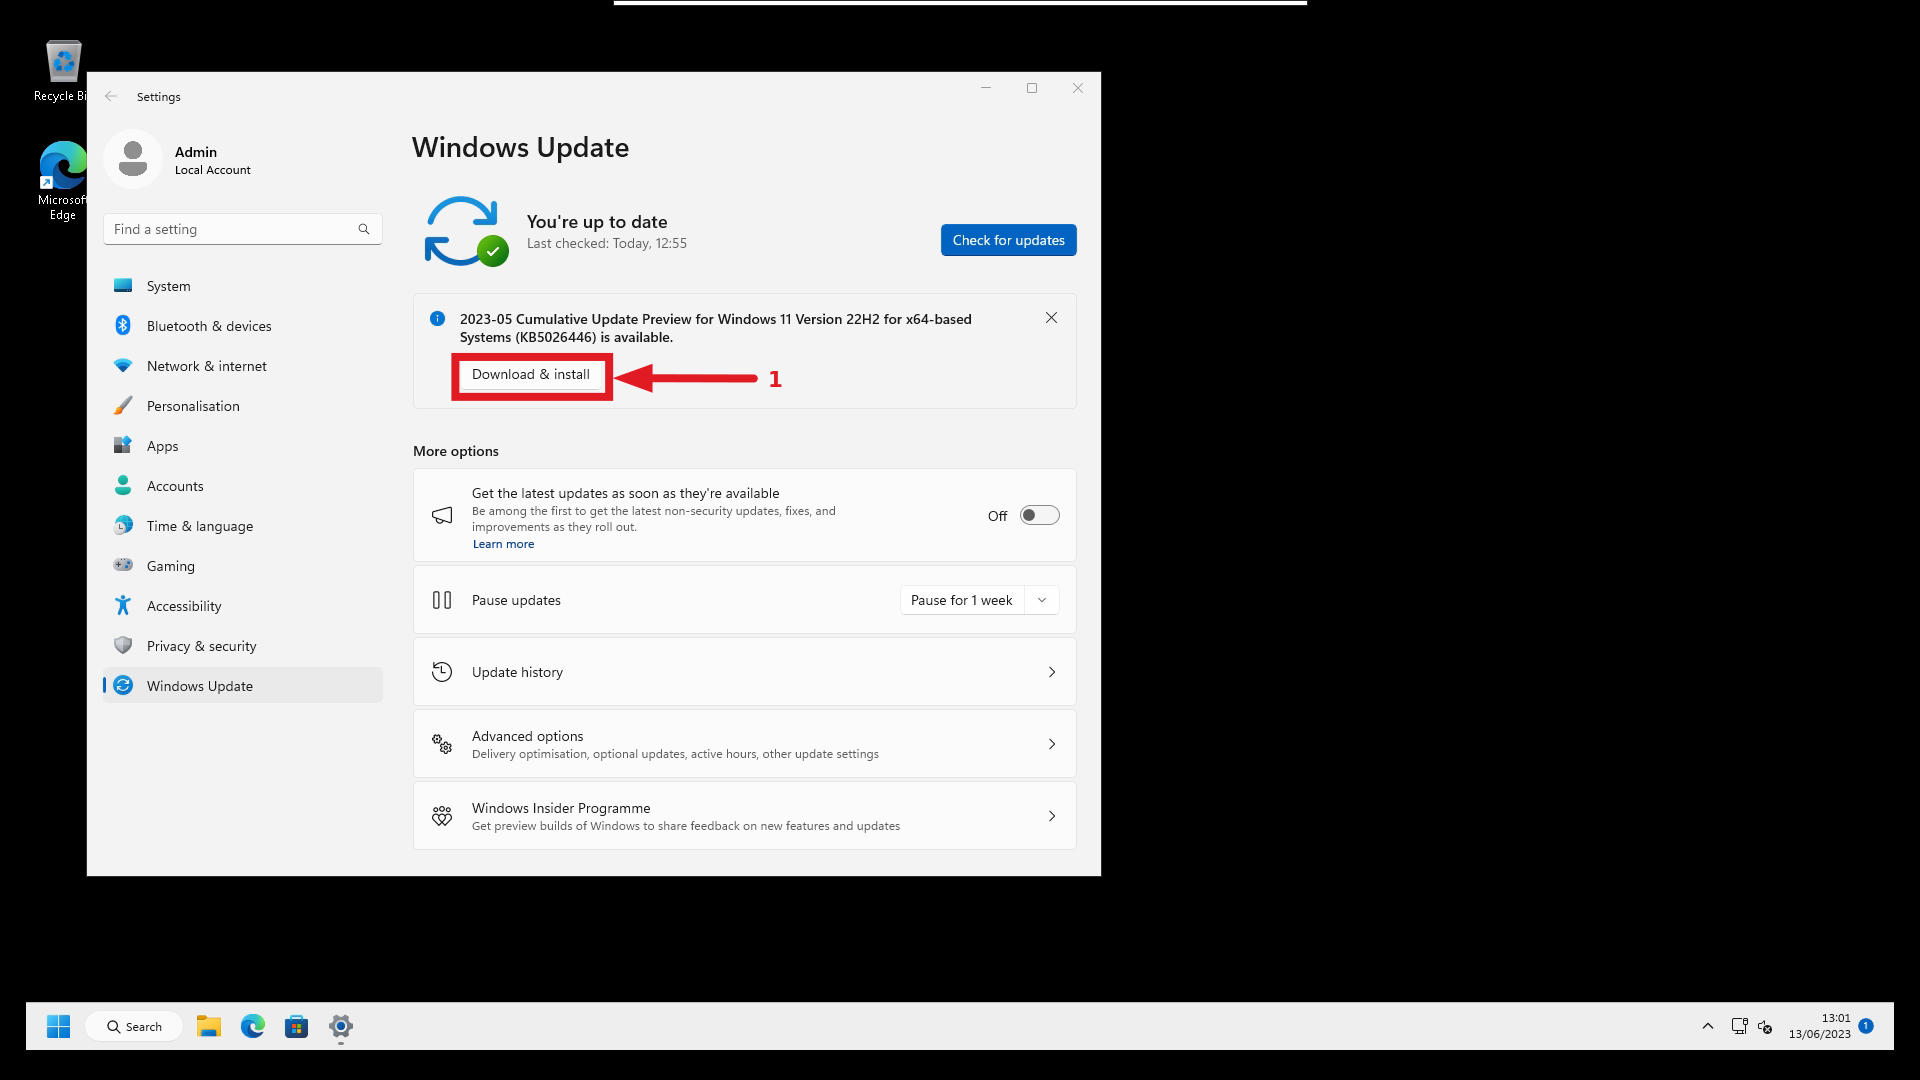 Recycle Bi
Microsoft
Edge
Settings
Admin
Local Account
Find a setting
System
Bluetooth & devices
Network & internet
Personalisation
Apps
Accounts
Time & language
Gaming
Accessibility
Privacy & security
Windows Update
Windows Update
You're up to date
Last checked: Today, 12:55
Check for updates
2023-05 Cumulative Update Preview for Windows 11 Version 22H2 for x64-based
Systems (KB5026446) is available.
Download & install
1
More options
Get the latest updates as soon as they're available
Be among the first to get the latest non-security updates, fixes, and
improvements as they roll out.
Learn more
Off
Pause updates
Pause for 1 week
Update history
Advanced options
Delivery optimisation, optional updates, active hours, other update settings
Windows Insider Programme
Get preview builds of Windows to share feedback on new features and updates
Search
13:01
13/06/2023
1